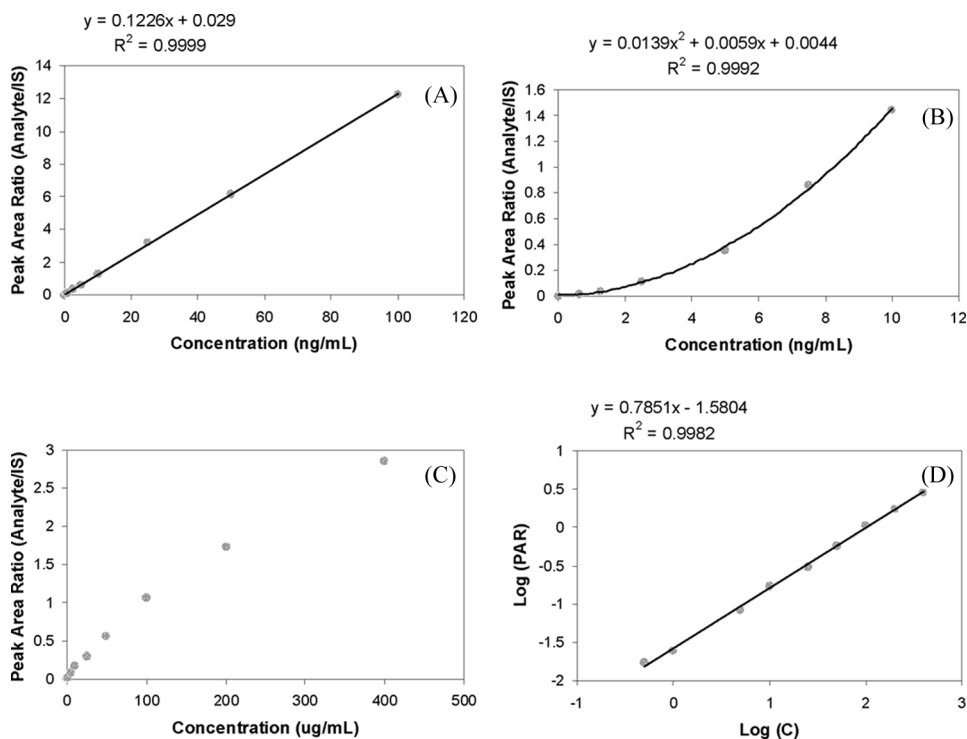 y = 0.1226x + 0.029
R² = 0.9999
(A)
Peak Area Ratio (Analyte/IS)
14
12
10
8
6
4
2
0
0 20 40 60 80 100 120
Concentration (ng/mL)
y = 0.0139x² + 0.0059x + 0.0044
R² = 0.9992
(B)
Peak Area Ratio (Analyte/IS)
1.6
1.4
1.2
1
0.8
0.6
0.4
0.2
0
0 2 4 6 8 10 12
Concentration (ng/mL)
(C)
Peak Area Ratio (Analyte/IS)
3
2.5
2
1.5
1
0.5
0
0 100 200 300 400 500
Concentration (ug/mL)
y = 0.7851x - 1.5804
R² = 0.9982
(D)
Log (PAR)
1
0.5
0
-0.5
-1
-1.5
-2
-1 0 1 2 3
Log (C)